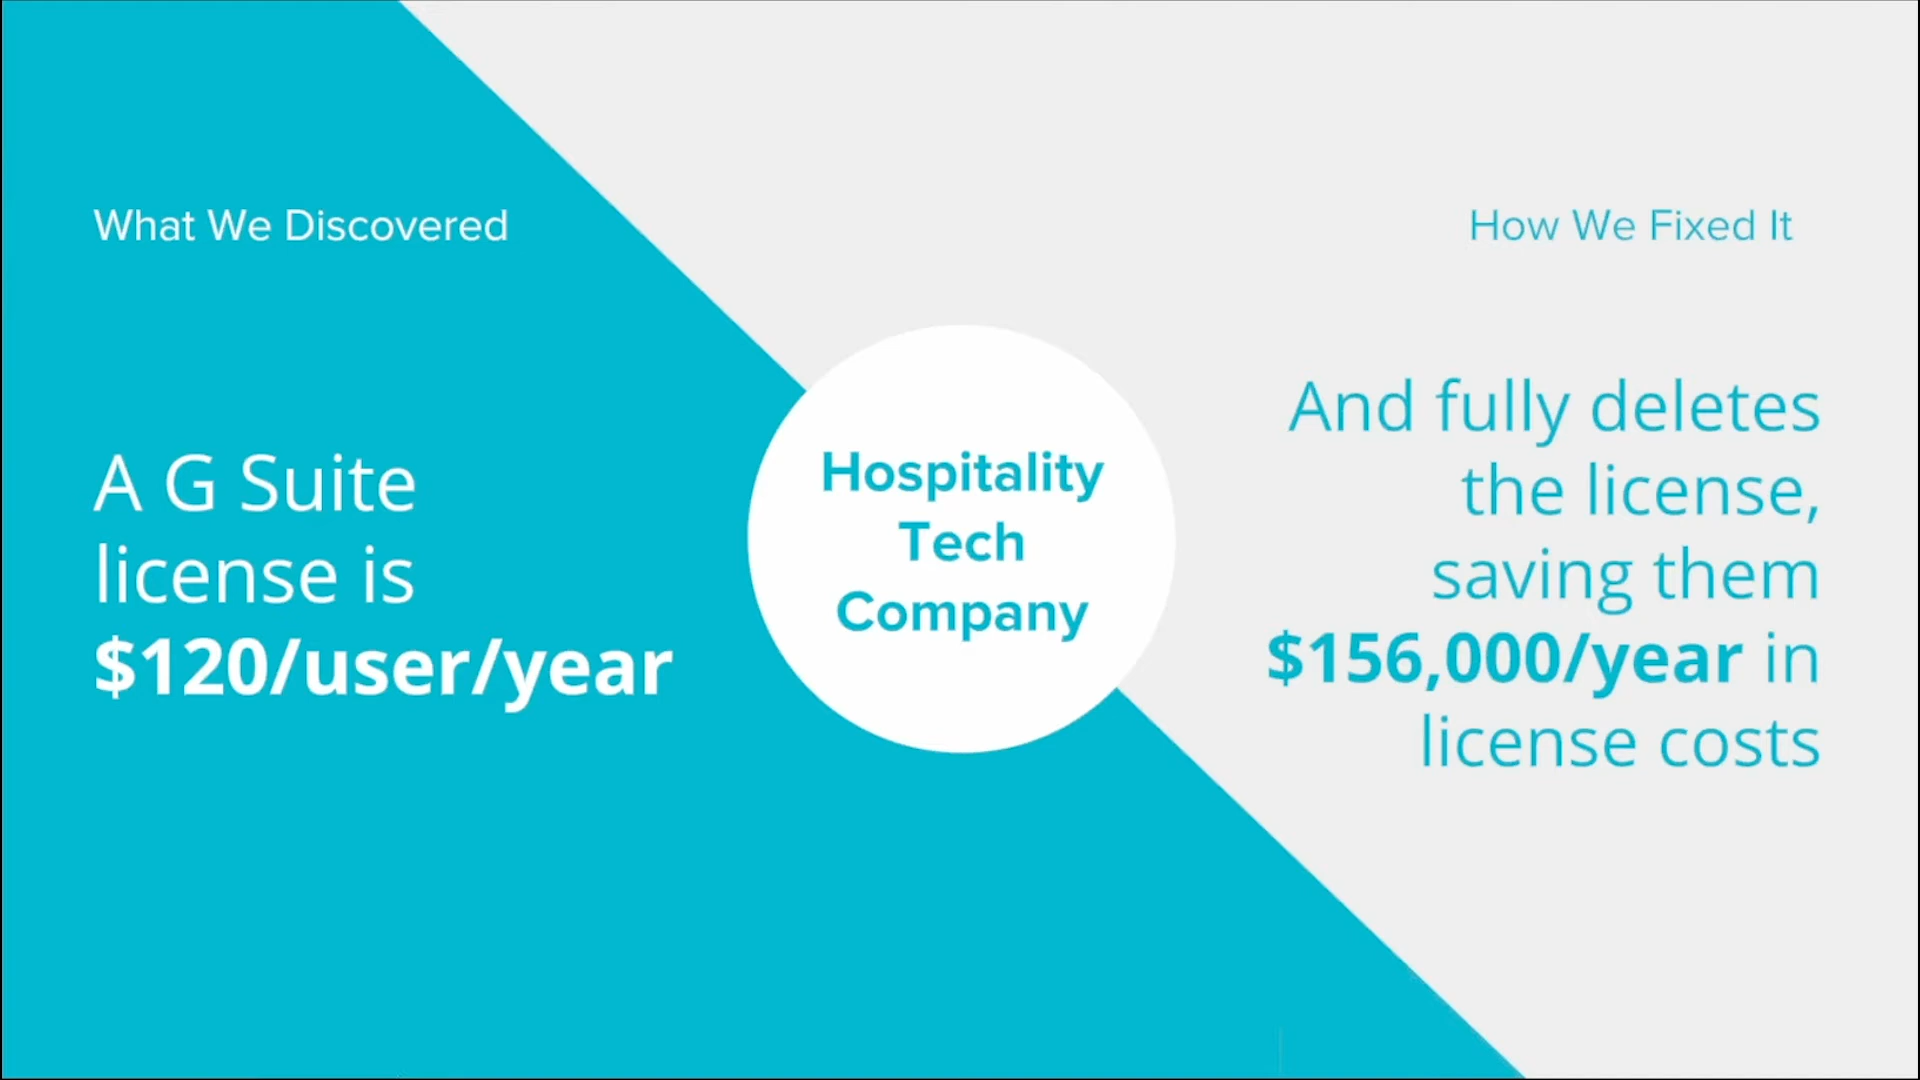 What We Discovered
A G Suite
license is
$120/user/year
Hospitality
Tech
Company
How We Fixed It
And fully deletes
the license,
saving them
$156,000/year in
license costs